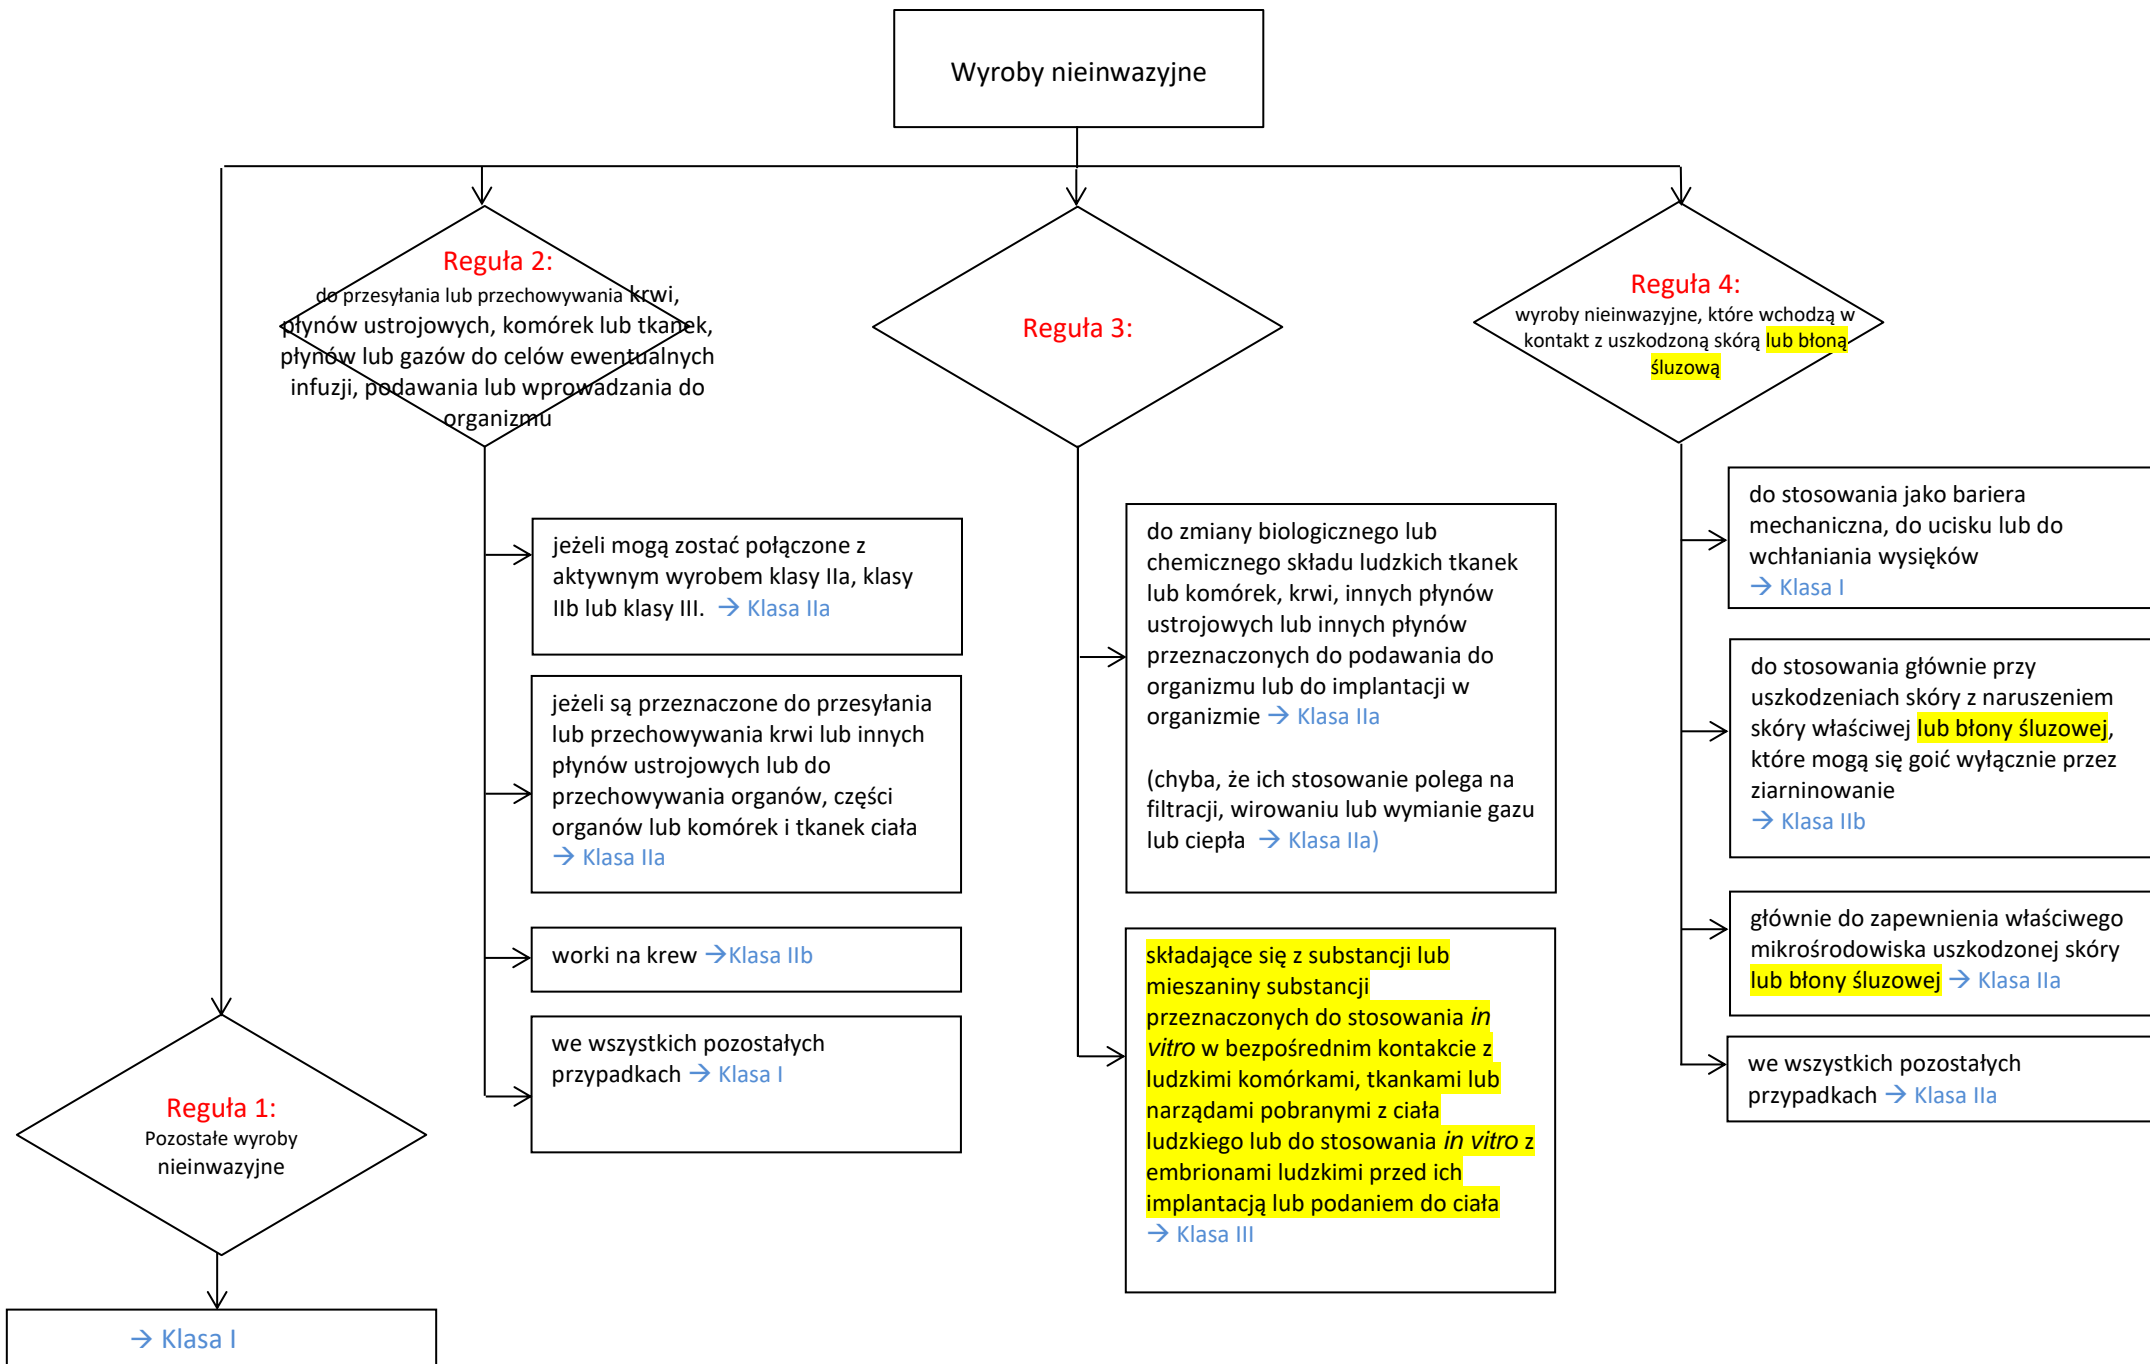 Wyroby nieinwazyjne
Reguła 2:
do przesyłania lub przechowywania krwi,
płynów ustrojowych, komórek lub tkanek,
płynów lub gazów do celów ewentualnych
infuzji, podawania lub wprowadzania do
organizmu
jeżeli mogą zostać połączone z
aktywnym wyrobem klasy IIa, klasy
IIb lub klasy III. → Klasa IIa
jeżeli są przeznaczone do przesyłania
lub przechowywania krwi lub innych
płynów ustrojowych lub do
przechowywania organów, części
organów lub komórek i tkanek ciała
→ Klasa IIa
worki na krew →Klasa IIb
we wszystkich pozostałych
przypadkach → Klasa I
Reguła 1:
Pozostałe wyroby
nieinwazyjne
→ Klasa I
Reguła 3:
do zmiany biologicznego lub
chemicznego składu ludzkich tkanek
lub komórek, krwi, innych płynów
ustrojowych lub innych płynów
przeznaczonych do podawania do
organizmu lub do implantacji w
organizmie → Klasa IIa
(chyba, że ich stosowanie polega na
filtracji, wirowaniu lub wymianie gazu
lub ciepła → Klasa IIa)
składające się z substancji lub
mieszaniny substancji
przeznaczonych do stosowania in
vitro w bezpośrednim kontakcie z
ludzkimi komórkami, tkankami lub
narządami pobranymi z ciała
ludzkiego lub do stosowania in vitro z
embrionami ludzkimi przed ich
implantacją lub podaniem do ciała
→ Klasa III
Reguła 4:
wyroby nieinwazyjne, które wchodzą w
kontakt z uszkodzoną skórą lub błoną
śluzową
do stosowania jako bariera
mechaniczna, do ucisku lub do
wchłaniania wysięków
→ Klasa I
do stosowania głównie przy
uszkodzeniach skóry z naruszeniem
skóry właściwej lub błony śluzowej,
które mogą się goić wyłącznie przez
ziarninowanie
→ Klasa IIb
głównie do zapewnienia właściwego
mikrośrodowiska uszkodzonej skóry
lub błony śluzowej → Klasa IIa
we wszystkich pozostałych
przypadkach → Klasa IIa